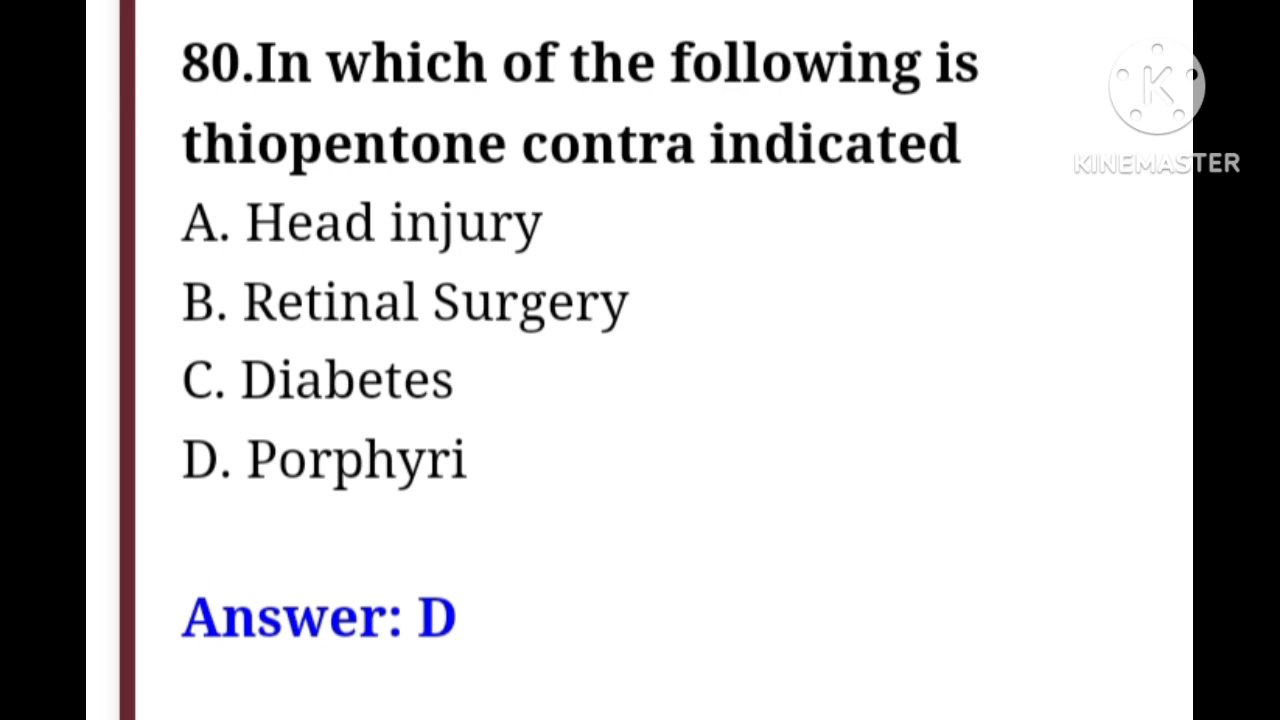 80.In which of the following is
thiopentone contra indicated
A. Head injury
B. Retinal Surgery
C. Diabetes
D. Porphyri
Answer: D
K
KINEMASTER